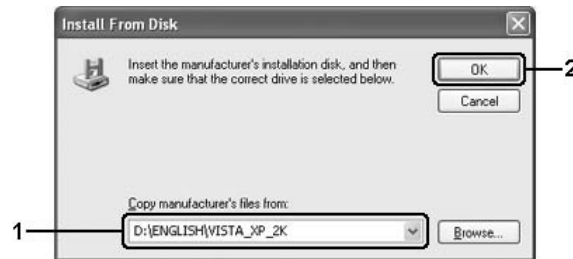 Install From Disk
Insert the manufacturer's installation disk, and then
make sure that the correct drive is selected below.
OK
2
Cancel
Copy manufacturer's files from:
1
D:\ENGLISH\VISTA_XP_2K
Browse...